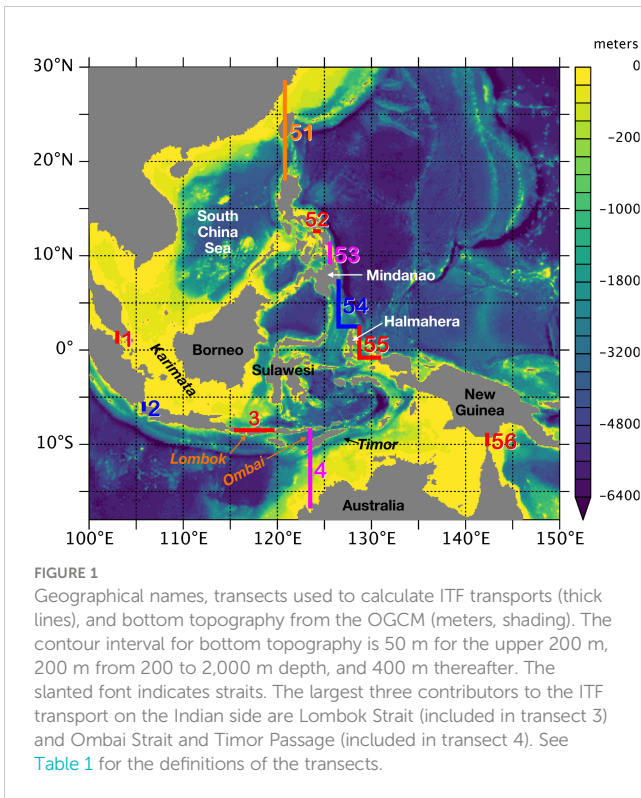 meters
30°N
20°N
10°N
0°
10°S
100°E
110°E
120°E
130°E
140°E
150°E
0
−200
−1000
−1800
−3200
−4800
−6400
51
South
China
Sea
52
53
Mindanao
54
Halmahera
1
Karimata
Borneo
55
Sulawesi
2
3
New
Guinea
Lombok
Ombai
Timor
56
4
Australia
FIGURE 1
Geographical names, transects used to calculate ITF transports (thick
lines), and bottom topography from the OGCM (meters, shading). The
contour interval for bottom topography is 50 m for the upper 200 m,
200 m from 200 to 2,000 m depth, and 400 m thereafter. The
slanted font indicates straits. The largest three contributors to the ITF
transport on the Indian side are Lombok Strait (included in transect 3)
and Ombai Strait and Timor Passage (included in transect 4). See
Table 1 for the definitions of the transects.